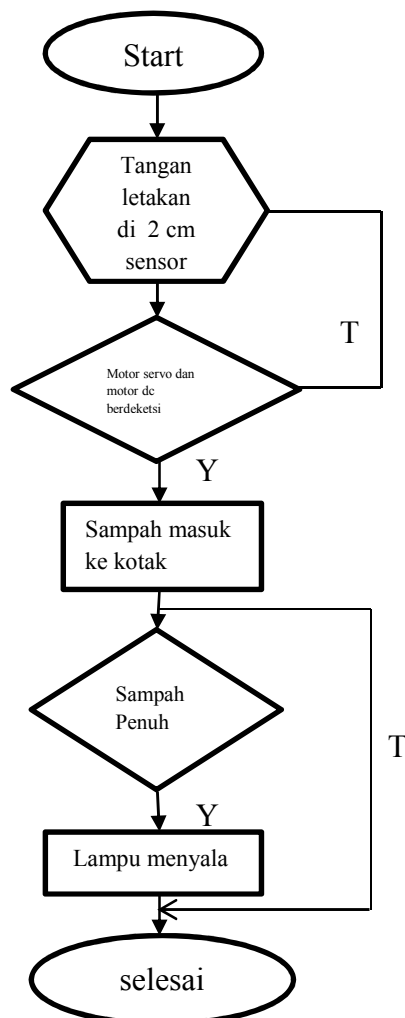 Start
Tangan
letakan
di 2 cm
sensor
T
Motor servo dan
motor dc
berdeketsi
Y
Sampah masuk
ke kotak
Sampah
Penuh
T
Y
Lampu menyala
selesai